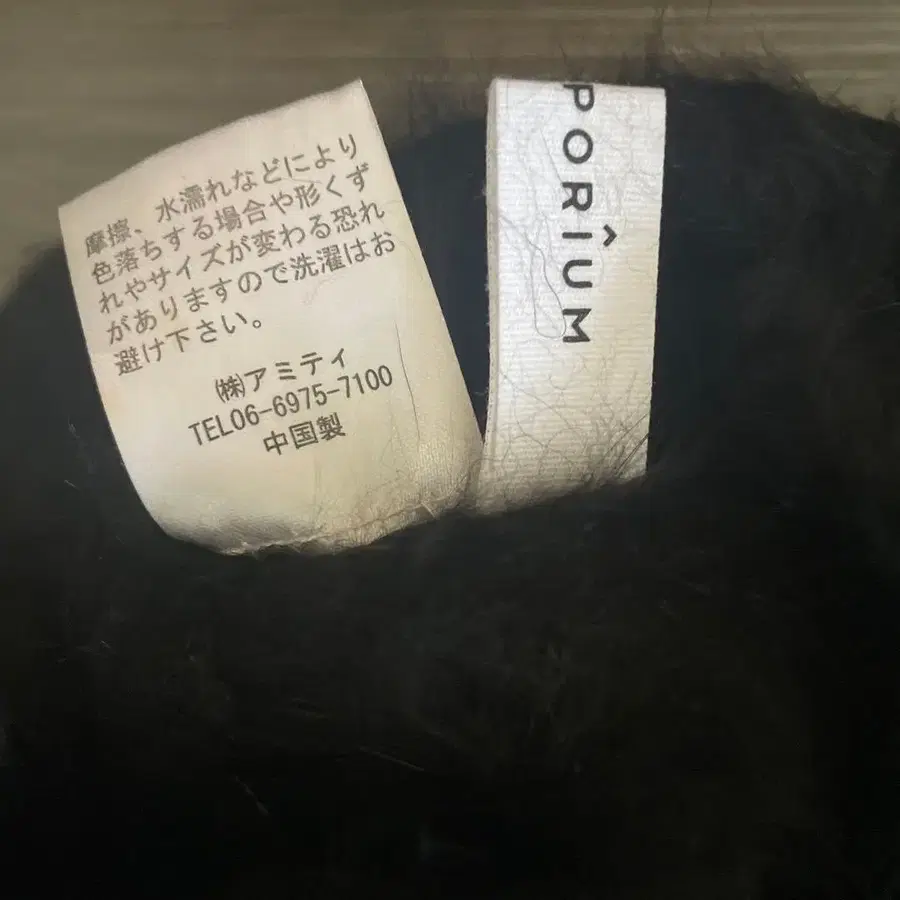 摩擦、水濡れなどにより
色落ちする場合や形くず
れやサイズが変わる恐れ
がありますので洗濯はお
避け下さい。
㈱アミティ
TEL06-6975-7100
中国製
PORÎUM